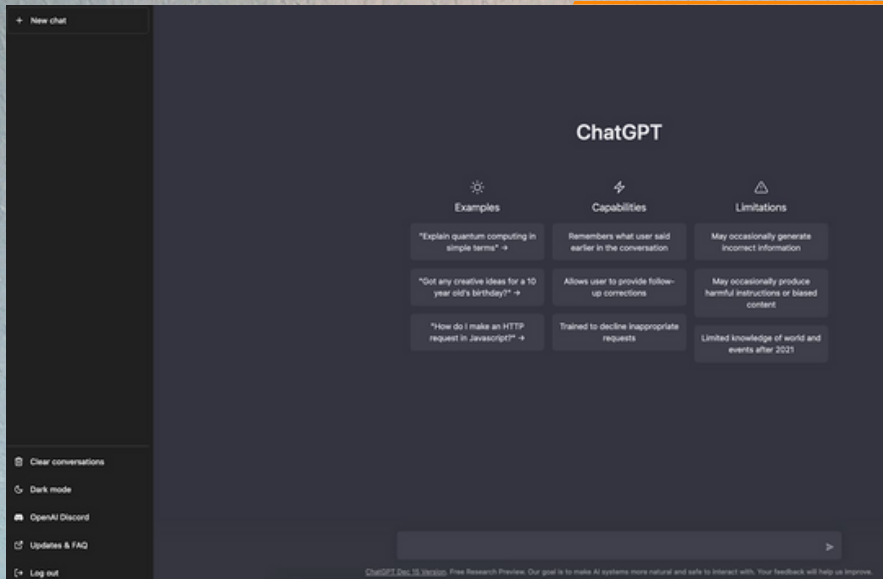 + New chat
ChatGPT
Examples
"Explain quantum computing in
simple terms" →
"Got any creative ideas for a 10
year old's birthday?" →
"How do I make an HTTP
request in Javascript?" →
Capabilities
Remembers what user said
earlier in the conversation
Allows user to provide follow-
up corrections
Trained to decline inappropriate
requests
Limitations
May occasionally generate
incorrect information
May occasionally produce
harmful instructions or biased
content
Limited knowledge of world and
events after 2021
Clear conversations
Dark mode
OpenAI Discord
Updates & FAQ
Log out
ChatGPT Dec 15 Version. Free Research Preview. Our goal is to make AI systems more natural and safe to interact with. Your feedback will help us improve.